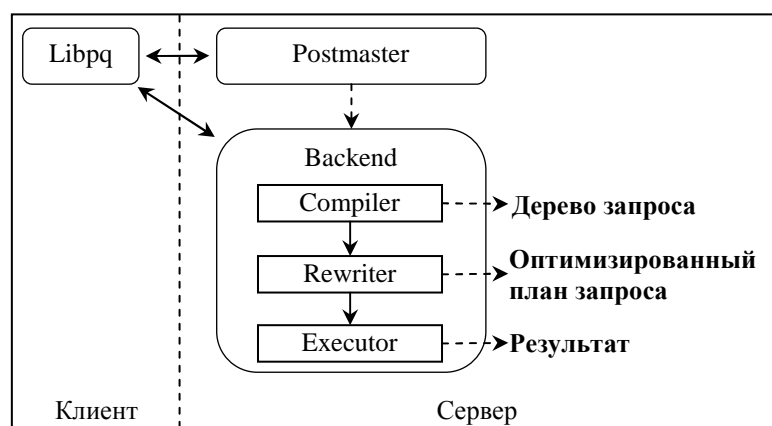 Libpq
Postmaster
Backend
Compiler
Дерево запроса
Rewriter
Оптимизированный
план запроса
Executor
Результат
Клиент
Сервер